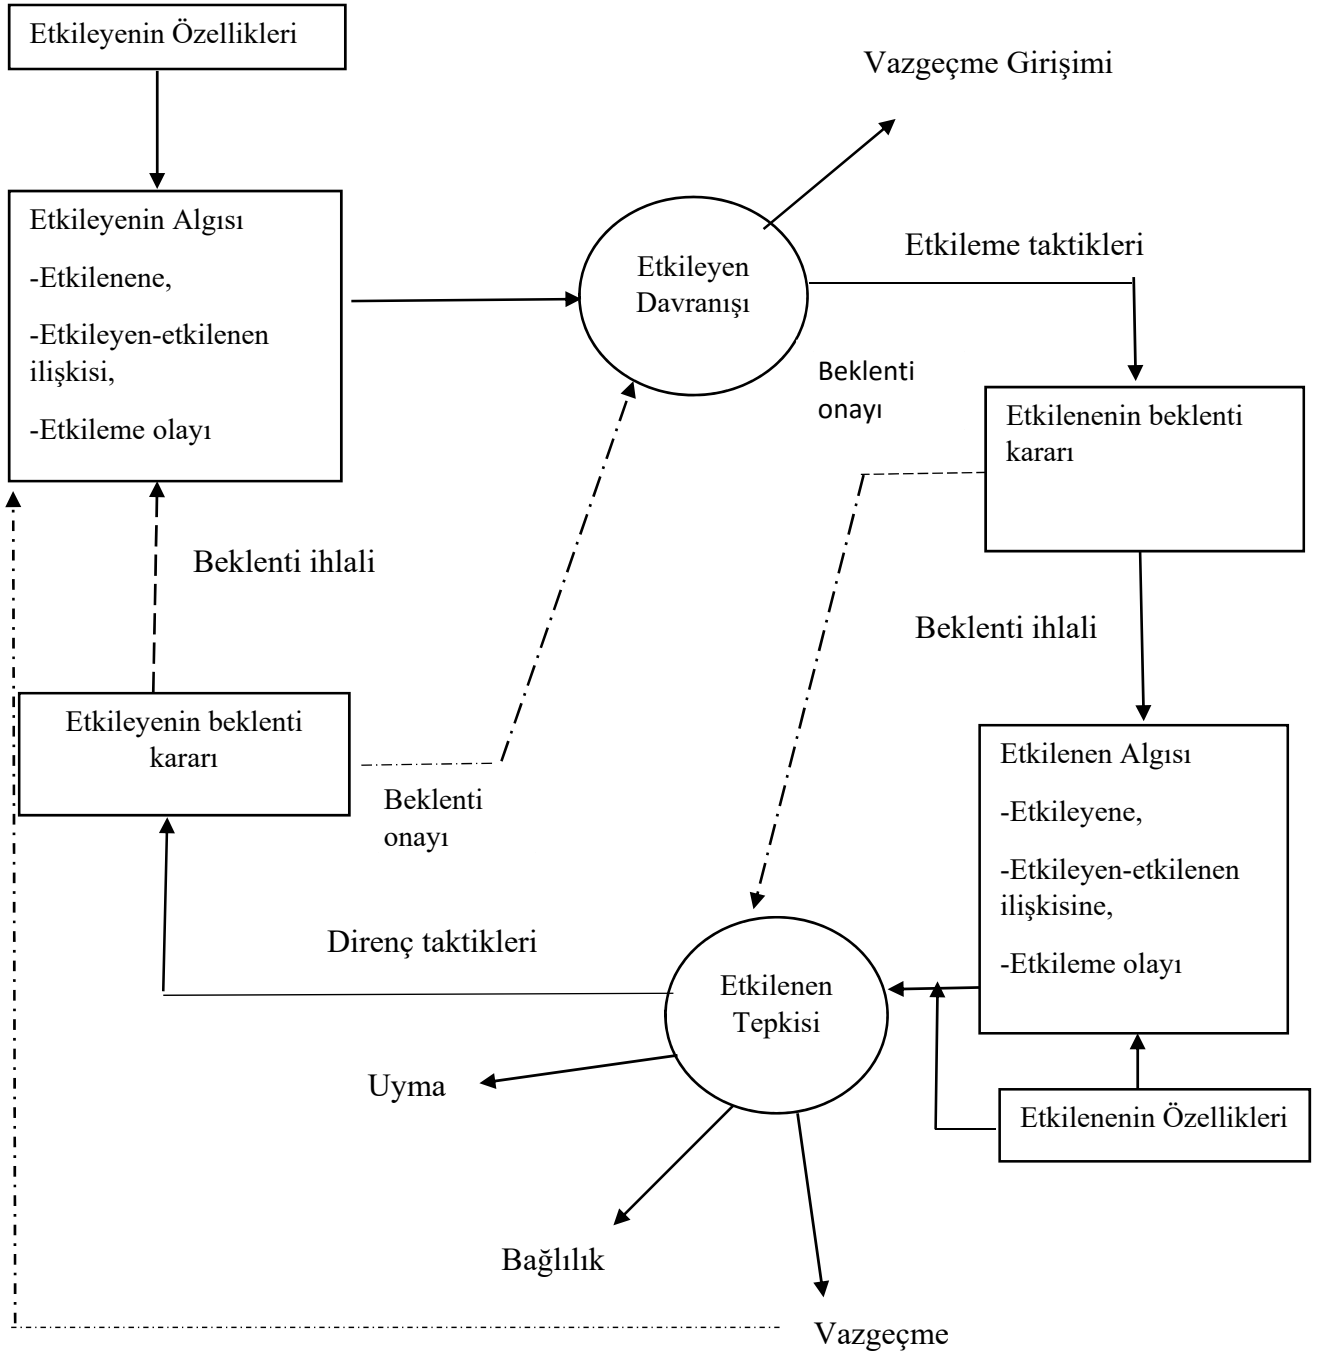 Etkileyenin Özellikleri
Vazgeçme Girişimi
Etkileyenin Algısı
-Etkilenene,
-Etkileyen-etkilenen
ilişkisi,
-Etkileme olayı
Etkileyen
Davranışı
Etkileme taktikleri
Beklenti
onayı
Etkilenenin beklenti
kararı
Beklenti ihlali
Beklenti ihlali
Etkileyenin beklenti
kararı
Beklenti
onayı
Etkilenen Algısı
-Etkileyene,
-Etkileyen-etkilenen
ilişkisine,
-Etkileme olayı
Direnç taktikleri
Etkilenen
Tepkisi
Uyma
Etkilenenin Özellikleri
Bağlılık
Vazgeçme